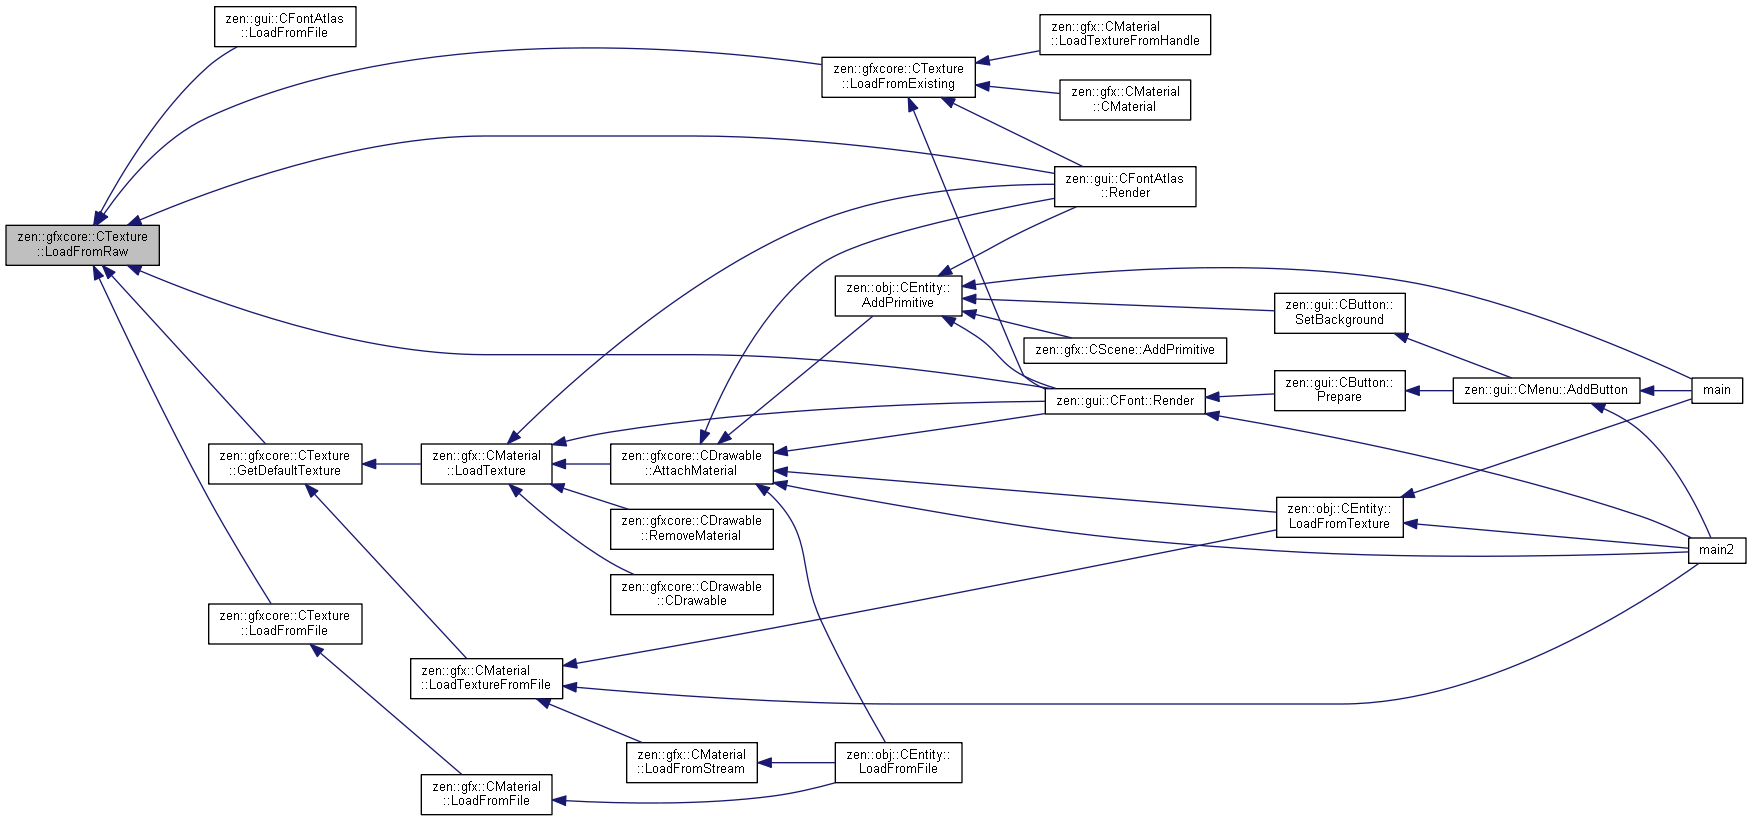 zen::gui::CFontAtlas
::LoadFromFile
zen::gfx::CMaterial
::LoadTextureFromHandle
zen::gfxcore::CTexture
::LoadFromExisting
zen::gfx::CMaterial
::CMaterial
zen::gui::CFontAtlas
::Render
zen::gfxcore::CTexture
::LoadFromRaw
zen::obj::CEntity::
AddPrimitive
zen::gui::CButton::
SetBackground
zen::gfx::CScene::AddPrimitive
zen::gui::CButton::
Prepare
zen::gui::CMenu::AddButton
main
zen::gui::CFont::Render
zen::gfxcore::CTexture
::GetDefaultTexture
zen::gfx::CMaterial
::LoadTexture
zen::gfxcore::CDrawable
::AttachMaterial
zen::gfxcore::CDrawable
::RemoveMaterial
zen::obj::CEntity::
LoadFromTexture
main2
zen::gfxcore::CDrawable
::CDrawable
zen::gfxcore::CTexture
::LoadFromFile
zen::gfx::CMaterial
::LoadTextureFromFile
zen::gfx::CMaterial
::LoadFromStream
zen::obj::CEntity::
LoadFromFile
zen::gfx::CMaterial
::LoadFromFile